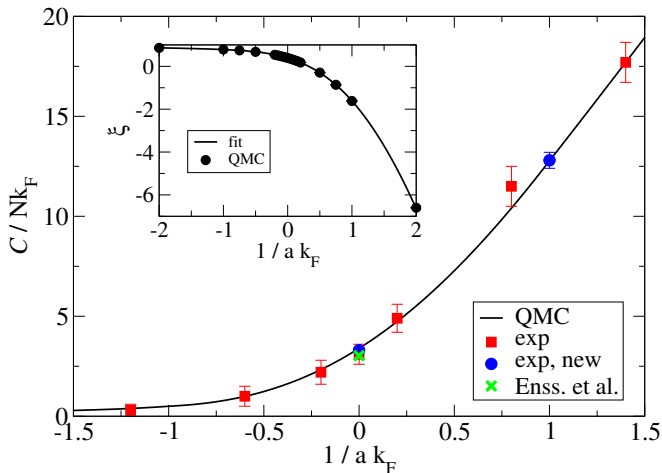 20
15
10
5
0
C / Nk_F
0
-2
-4
-6
ξ
fit
QMC
-2
-1
0
1
2
1 / a k_F
QMC
exp
exp, new
Enss. et al.
-1.5
-1
-0.5
0
0.5
1
1.5
1 / a k_F